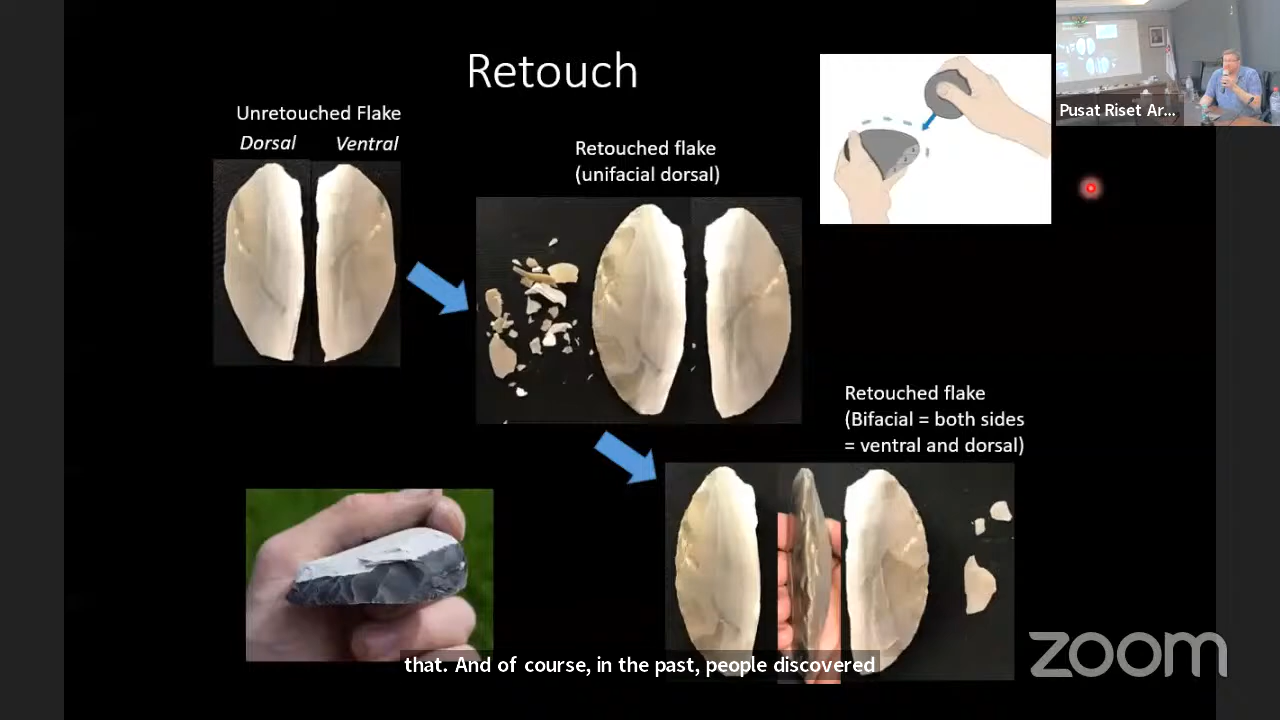 Retouch
Unretouched Flake
Dorsal
Ventral
Retouched flake
(unifacial dorsal)
Pusat Riset Ar...
Retouched flake
(Bifacial = both sides
= ventral and dorsal)
that. And of course, in the past, people discovered
zoom